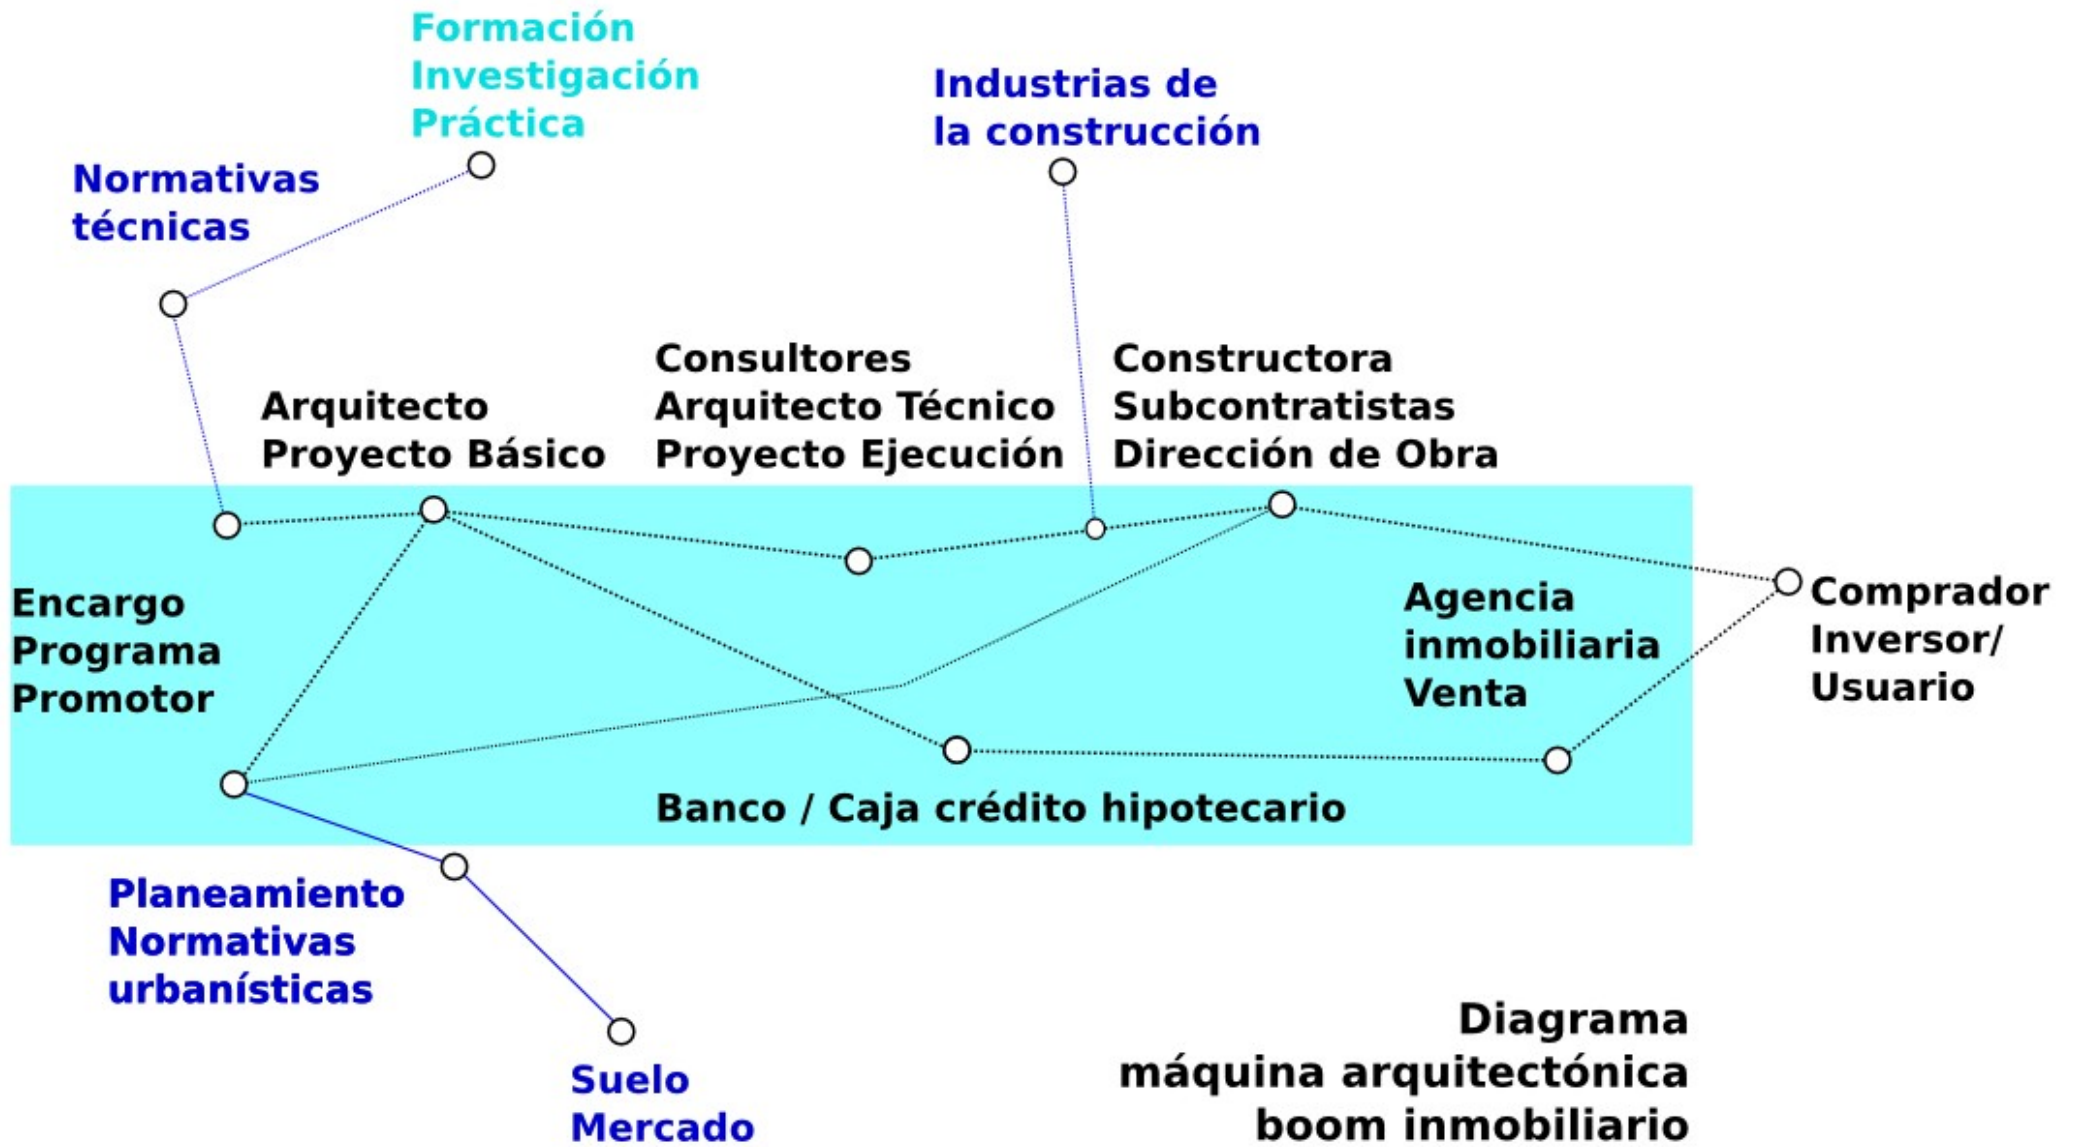 Formación
Investigación
Práctica
Industrias de
la construcción
Normativas
técnicas
Arquitecto
Proyecto Básico
Consultores
Arquitecto Técnico
Proyecto Ejecución
Constructora
Subcontratistas
Dirección de Obra
Encargo
Programa
Promotor
Agencia
inmobiliaria
Venta
Comprador
Inversor/
Usuario
Banco / Caja crédito hipotecario
Planeamiento
Normativas
urbanísticas
Suelo
Mercado
Diagrama
máquina arquitectónica
boom inmobiliario